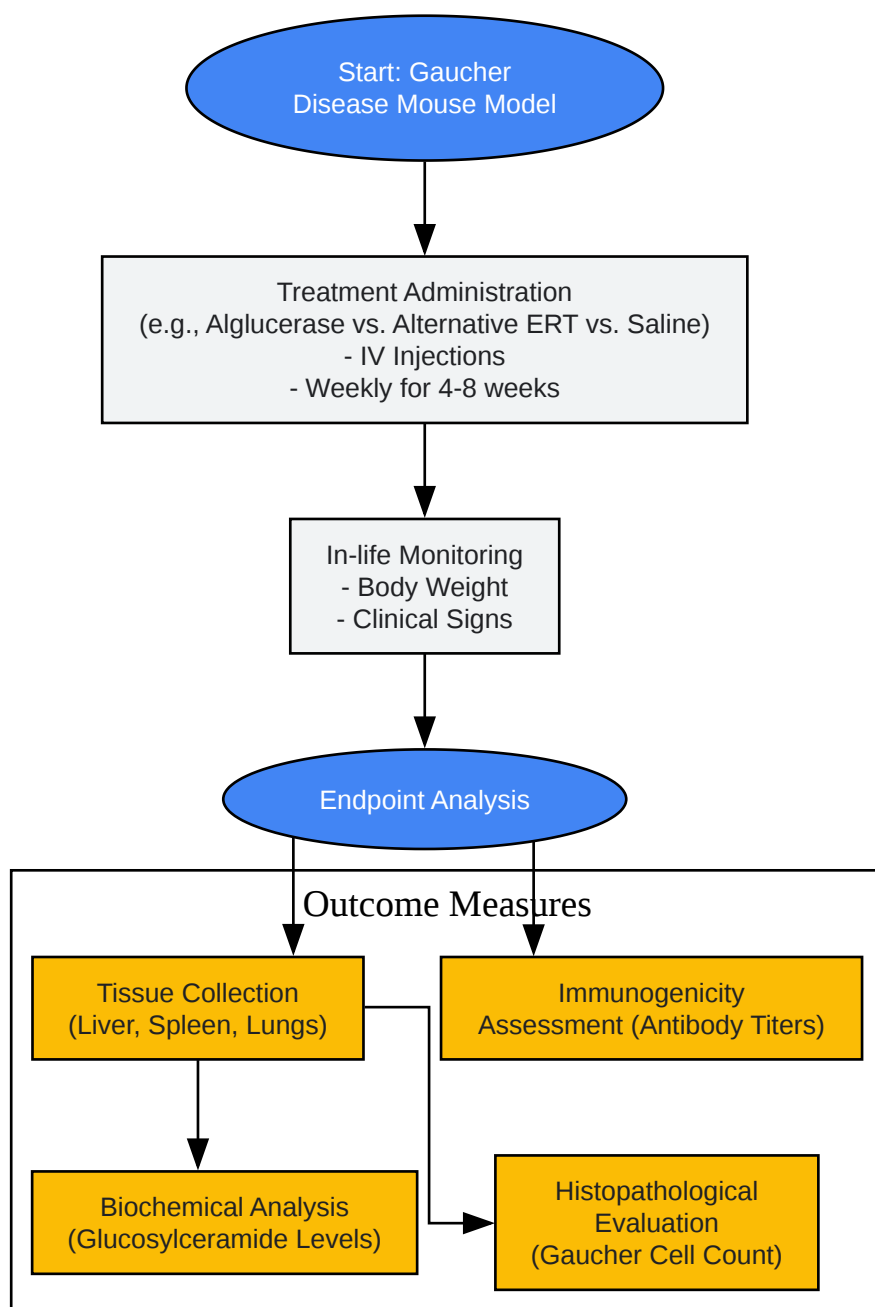 Start: Gaucher
Disease Mouse Model
Treatment Administration
(e.g., Alglucerase vs. Alternative ERT vs. Saline)
- IV Injections
- Weekly for 4-8 weeks
In-life Monitoring
- Body Weight
- Clinical Signs
Endpoint Analysis
Outcome Measures
Tissue Collection
(Liver, Spleen, Lungs)
Immunogenicity
Assessment (Antibody Titers)
Biochemical Analysis
(Glucosylceramide Levels)
Histopathological
Evaluation
(Gaucher Cell Count)